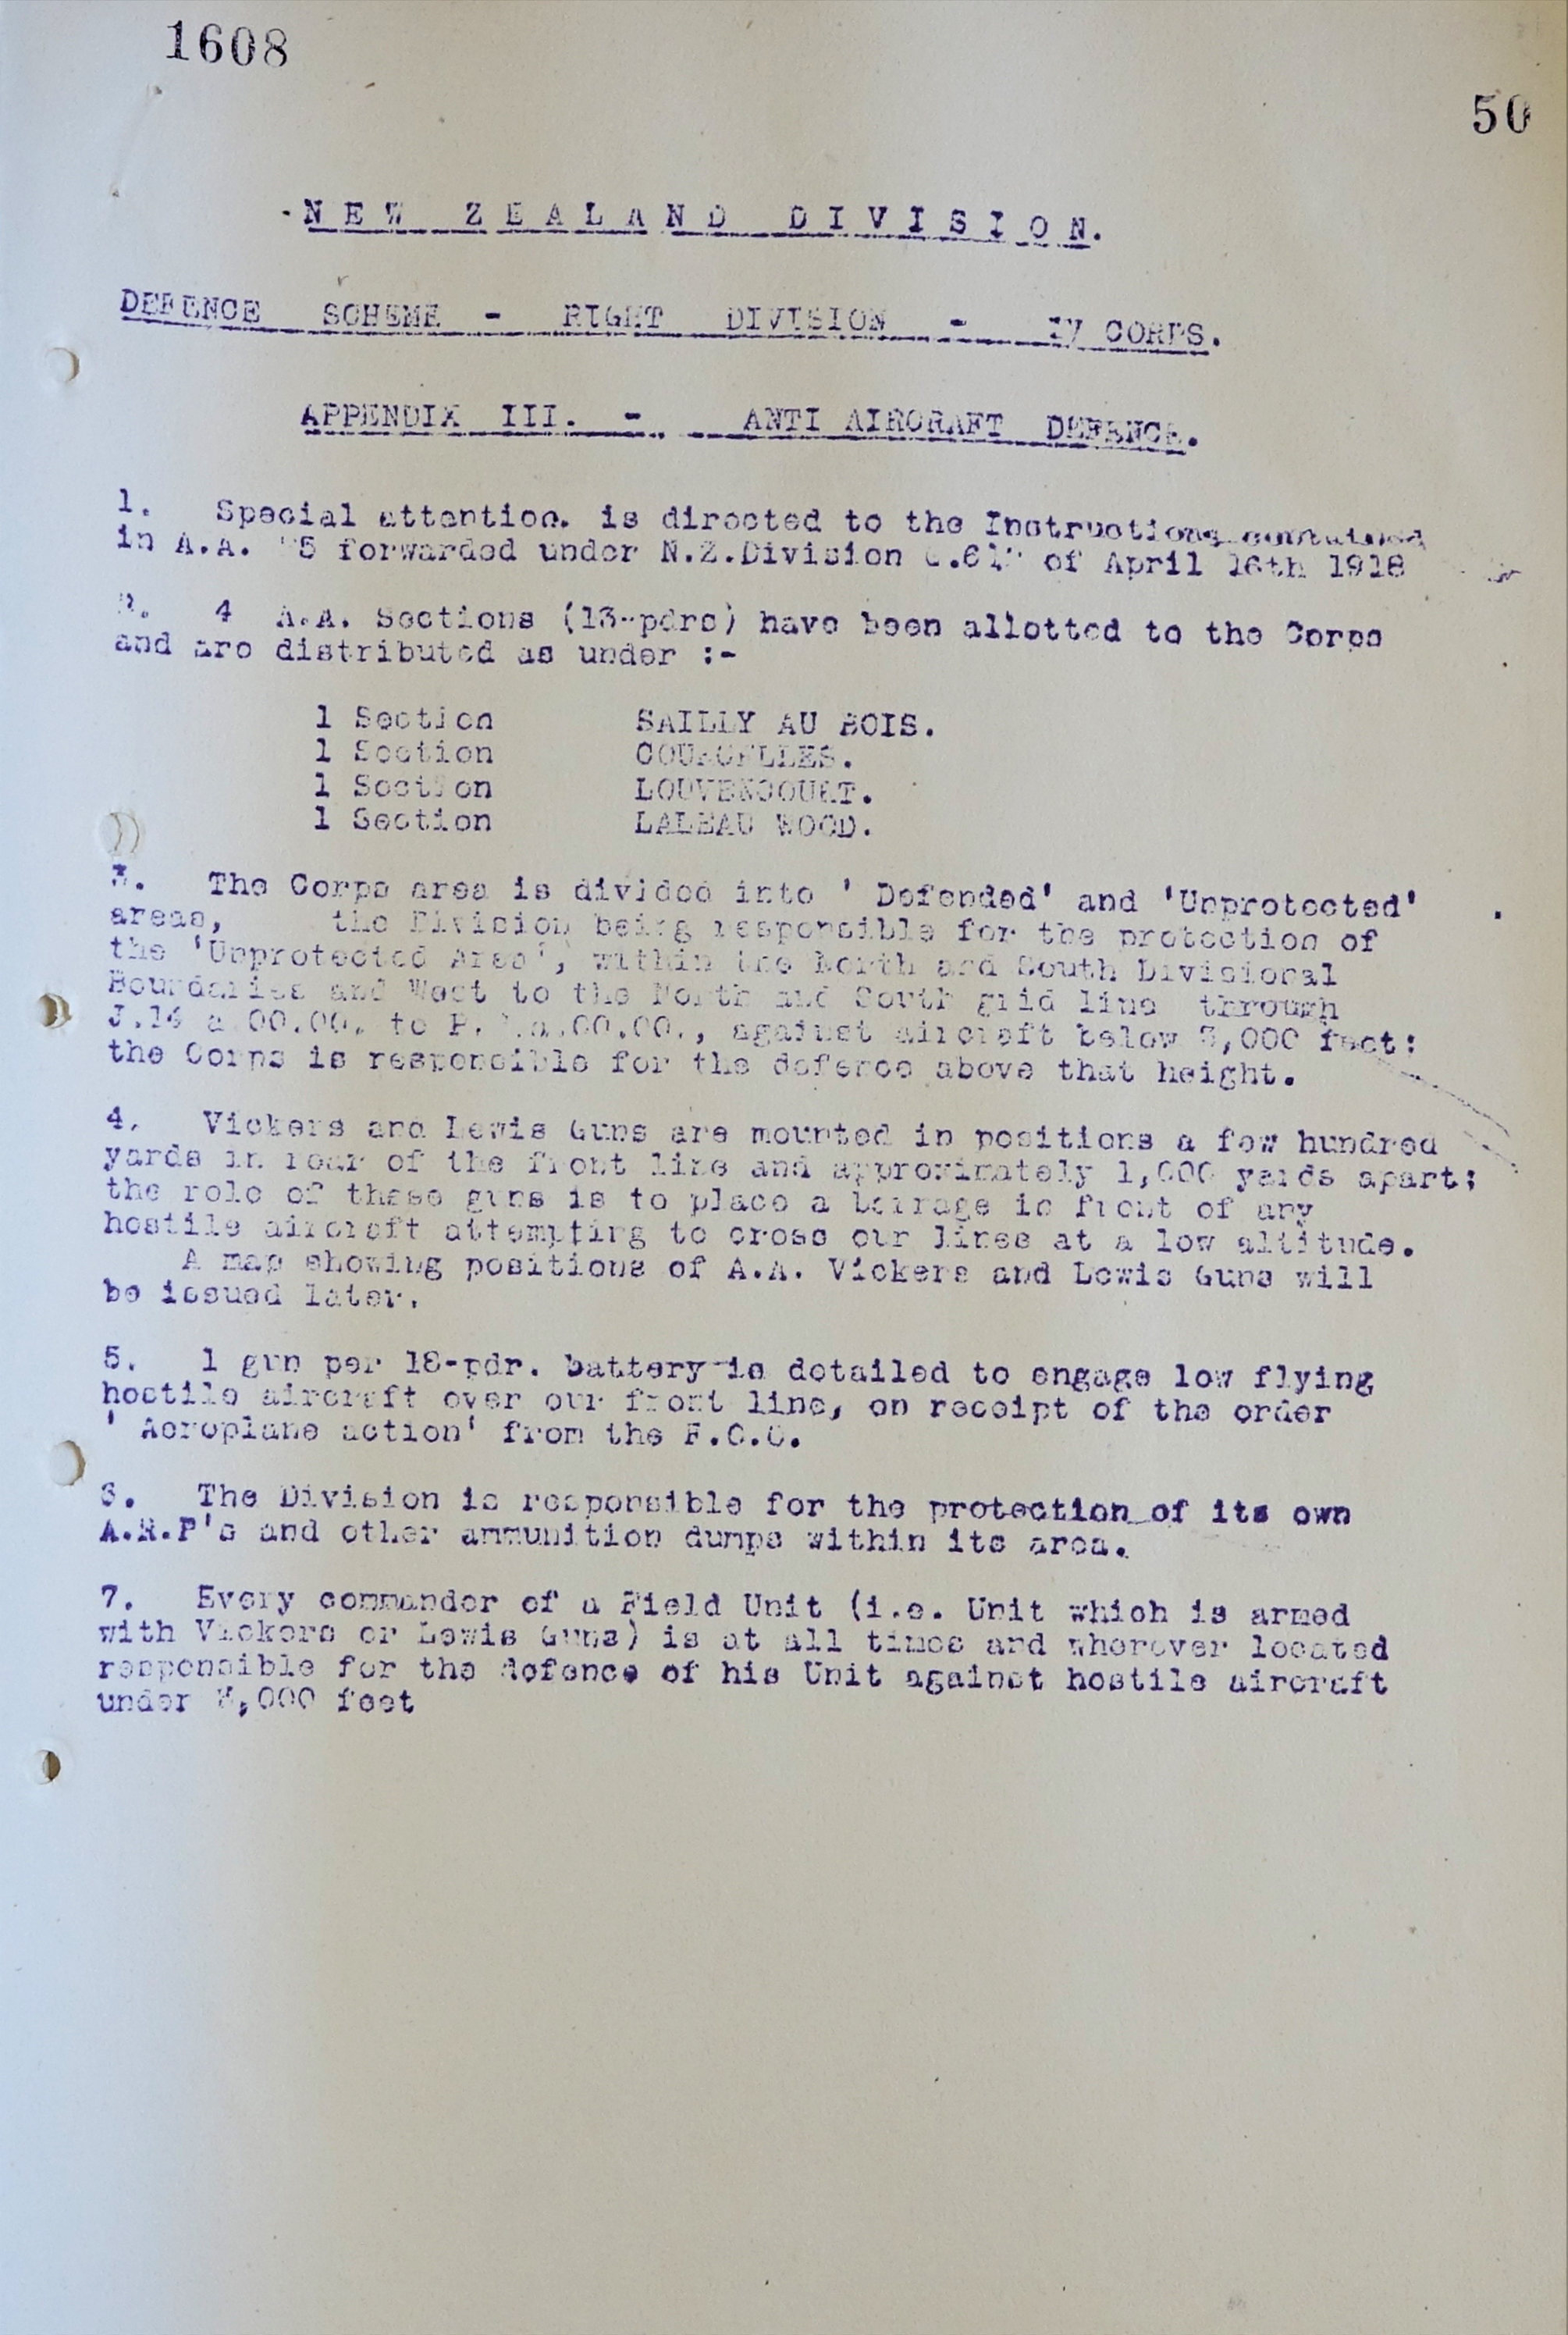 1608
50
NEW ZEALAND DIVISION.
DEFENCE SCHEME - RIGHT DIVISION - IV CORPS.
APPENDIX III. - ANTI AIRCRAFT DEFENCE.
1. Special attention. is directed to the Instructions contained
in A.A. forwarded under N.Z.Division of April 16th 1918
2. 4 A.A. Sections (13-pdrs) have been allotted to the Corps
and are distributed as under :-
1 Section SAILLY AU BOIS.
1 Section COURCELLES.
1 Section LOUVENCOURT.
1 Section WOOD.
3. The Corps area is divided into ' Defended' and 'Unprotected'
areas, the Division being responsible for the protection of
the 'Unprotected Area', within the North and South Divisional
Boundaries and West to the North and South grid line through
J.14 a 00.00. to against aircraft below 3,000 feet:
the Corps is responsible for the defence above that height.
4. Vickers and Lewis Guns are mounted in positions a few hundred
yards in rear of the front line and approximately 1,000 yards apart;
the role of these guns is to place a barrage in front of any
hostile aircraft attempting to cross our lines at a low altitude.
A map showing positions of A.A. Vickers and Lewis Guns will
be issued later.
5. 1 gun per 18-pdr. battery is detailed to engage low flying
hostile aircraft over our front line, on receipt of the order
' Aeroplane action' from the F.O.O.
6. The Division is responsible for the protection of its own
A.R.P's and other ammunition dumps within its area.
7. Every commander of a Field Unit (i.e. Unit which is armed
with Vickers or Lewis Guns) is at all times and wherever located
responsible for the defence of his Unit against hostile aircraft
under 3,000 feet